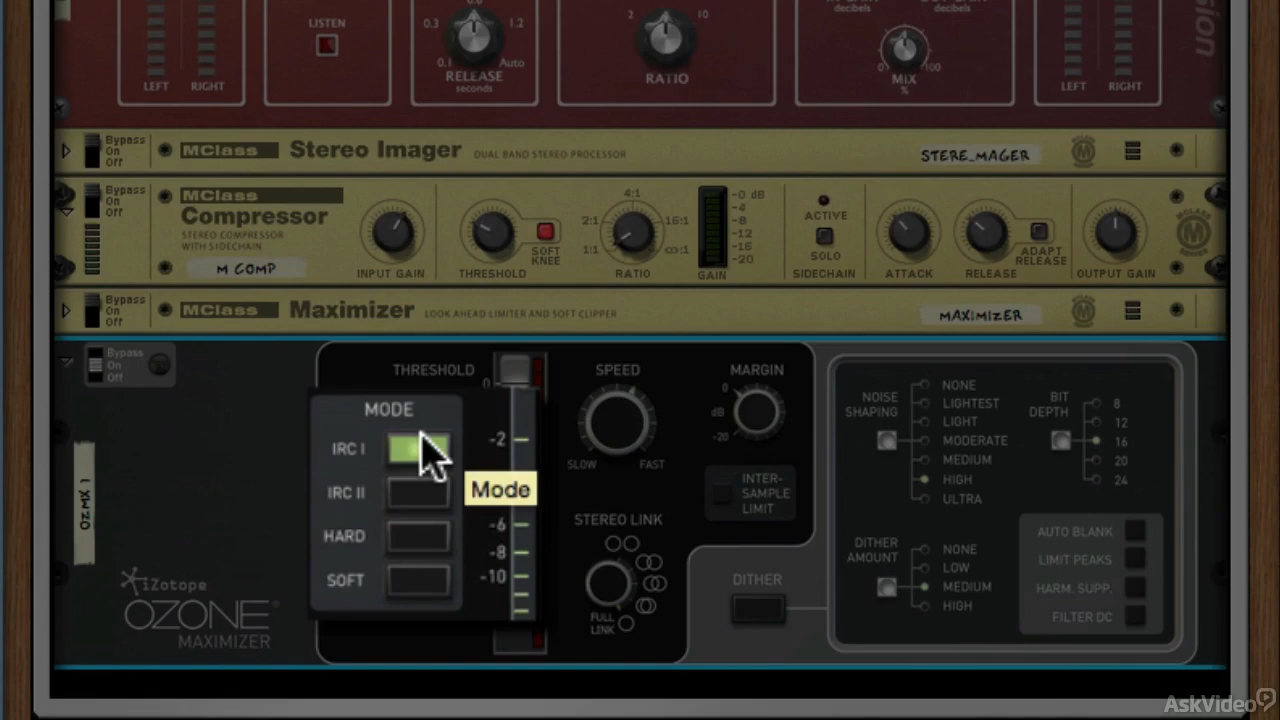 0.6
0.3 1.2
0.1 Auto
2 10
IN GAIN decibels OUT GAIN decibels
LISTEN
LEFT RIGHT
RELEASE
seconds
RATIO
0 100
MIX
%
LEFT RIGHT
sion
Bypass
On
Off
MClass Stereo Imager DUAL BAND STEREO PROCESSOR
STERE_MAGER
Bypass
On
Off
MClass
Compressor
STEREO COMPRESSOR
WITH SIDECHAIN
M COMP
INPUT GAIN
THRESHOLD
SOFT
KNEE
4:1
2:1 16:1
1:1 ∞:1
RATIO
-0 dB
-4
-8
-12
-16
-20
GAIN
ACTIVE
SOLO
SIDECHAIN
ATTACK
RELEASE
ADAPT
RELEASE
OUTPUT GAIN
Bypass
On
Off
MClass Maximizer LOOK AHEAD LIMITER AND SOFT CLIPPER
MAXIMIZER
Bypass
On
Off
OZ MX 1
iZotope
OZONE
MAXIMIZER
THRESHOLD
0
-2
-6
-8
-10
MODE
IRC I
IRC II
HARD
SOFT
Mode
SPEED
SLOW FAST
STEREO LINK
FULL
LINK
MARGIN
0
dB
-20
INTER-
SAMPLE
LIMIT
DITHER
NOISE
SHAPING
NONE
LIGHTEST
LIGHT
MODERATE
MEDIUM
HIGH
ULTRA
BIT
DEPTH
8
12
16
20
24
DITHER
AMOUNT
NONE
LOW
MEDIUM
HIGH
AUTO BLANK
LIMIT PEAKS
HARM. SUPP.
FILTER DC
AskVideo